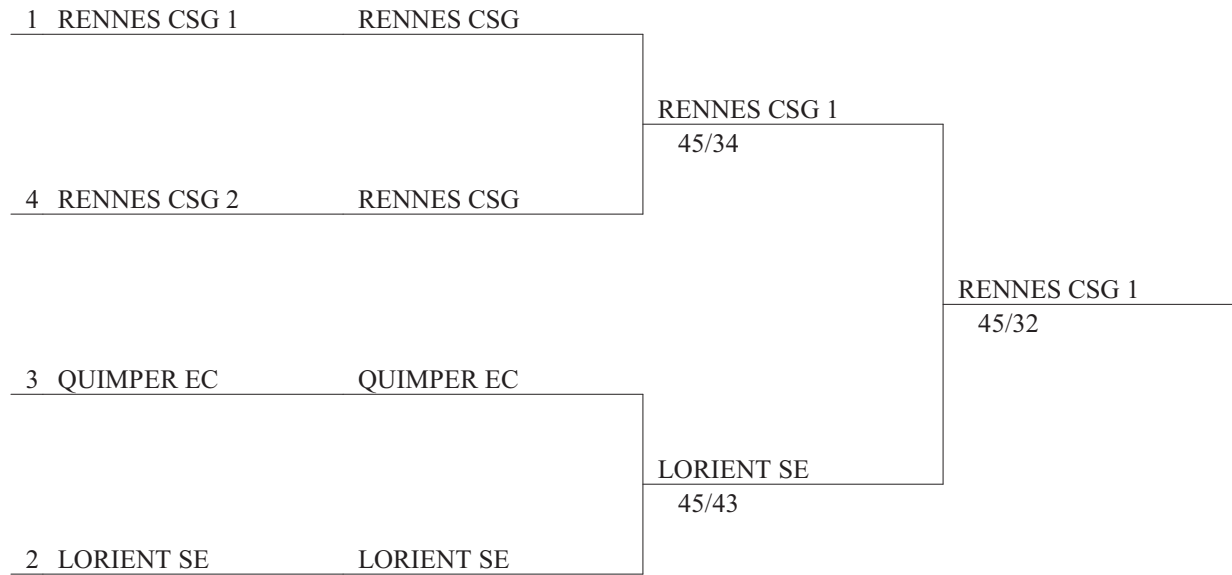 1 RENNES CSG 1 RENNES CSG
RENNES CSG 1
45/34
4 RENNES CSG 2 RENNES CSG
RENNES CSG 1
45/32
3 QUIMPER EC QUIMPER EC
LORIENT SE
45/43
2 LORIENT SE LORIENT SE